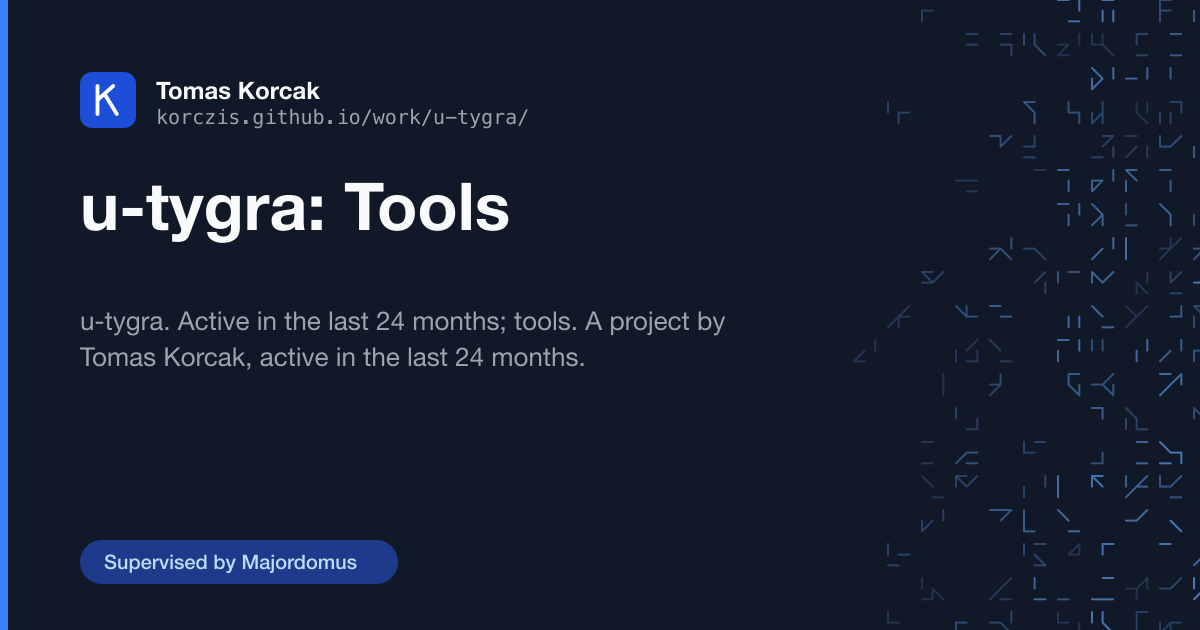 K
Tomas Korcak
korczis.github.io/work/u-tygra/
u-tygra: Tools
u-tygra. Active in the last 24 months; tools. A project by
Tomas Korcak, active in the last 24 months.
Supervised by Majordomus